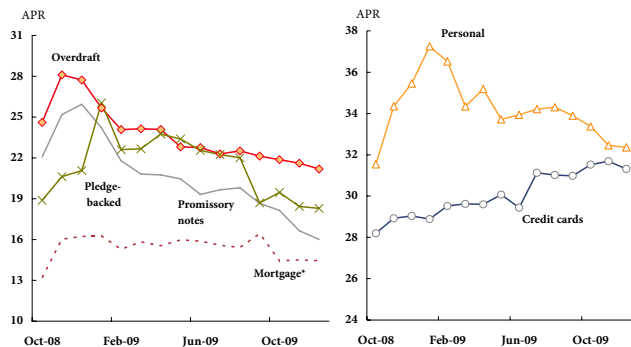 APR
31
28
25
22
19
16
13
10
Overdraft
Pledge-
backed
Promissory
notes
Mortgage*
Oct-08 Feb-09 Jun-09 Oct-09
APR
38
36
34
32
30
28
26
24
Personal
Credit cards
Oct-08 Feb-09 Jun-09 Oct-09